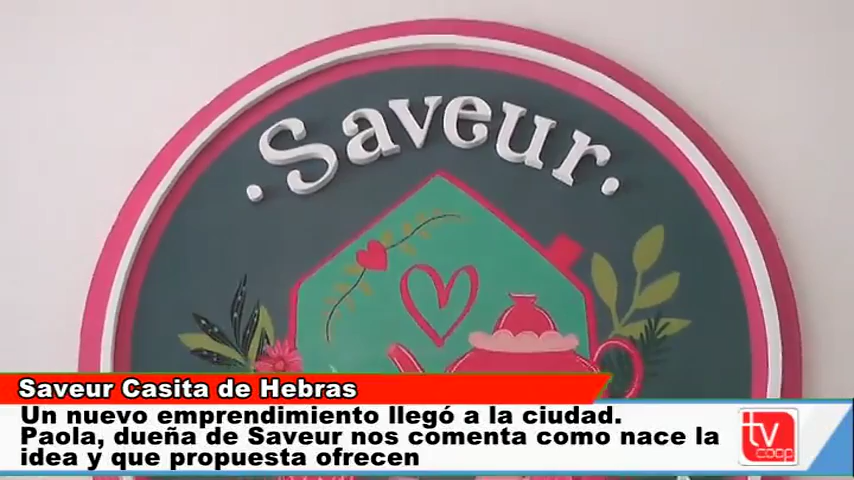 Saveur
Saveur Casita de Hebras
Un nuevo emprendimiento llegó a la ciudad.
Paola, dueña de Saveur nos comenta como nace la
idea y que propuesta ofrecen
tv
coop